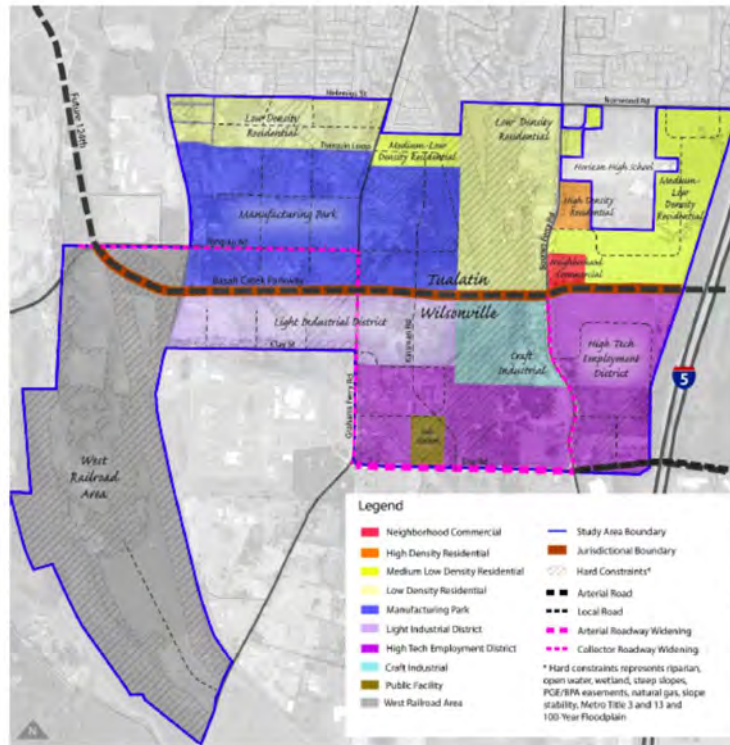 Helenius St
Norwood Rd
Future 124th
Low Density
Residential
Low Density
Residential
Tonquin Loop
Medium-Low
Density Residential
Horizon High School
High Density
Residential
Medium-Low
Density
Residential
Manufacturing Park
Boones Ferry Rd
Neighborhood
Commercial
Basalt Creek Parkway
Tualatin
Wilsonville
Light Industrial District
Clay St
Craft
Industrial
High Tech
Employment
District
5
Grahams Ferry Rd
West
Railroad
Area
Legend
Neighborhood Commercial
High Density Residential
Medium Low Density Residential
Low Density Residential
Manufacturing Park
Light Industrial District
High Tech Employment District
Craft Industrial
Public Facility
West Railroad Area
Study Area Boundary
Jurisdictional Boundary
Hard Constraints*
Arterial Road
Local Road
Arterial Roadway Widening
Collector Roadway Widening
* Hard constraints represents riparian,
open water, wetland, steep slopes,
PGE/BPA easements, natural gas, slope
stability, Metro Title 3 and 13 and
100-Year Floodplain
N